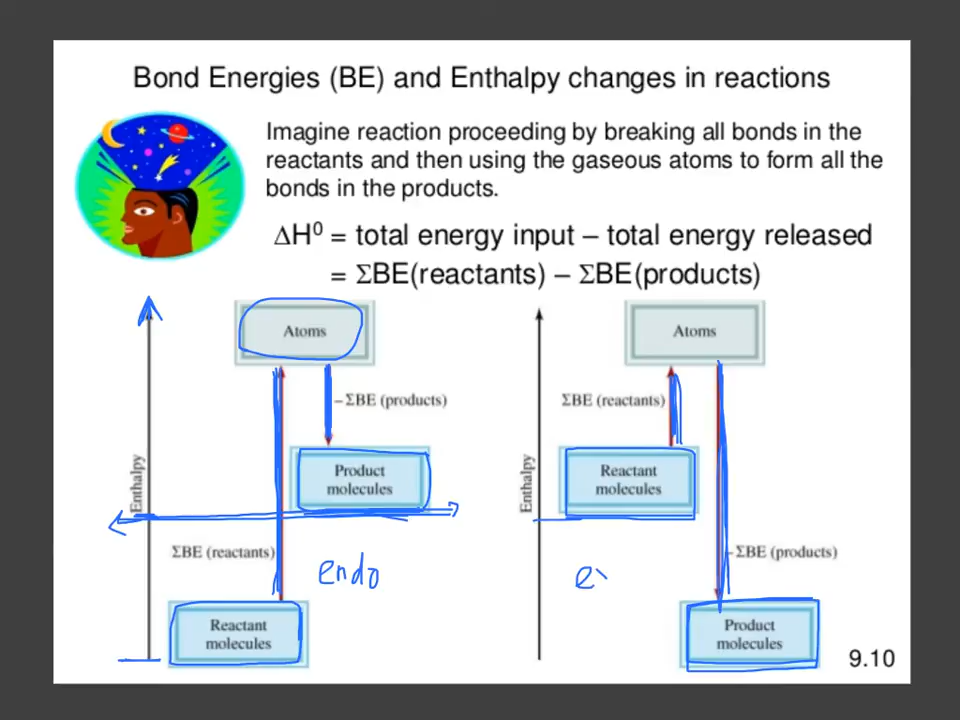 Bond Energies (BE) and Enthalpy changes in reactions
Imagine reaction proceeding by breaking all bonds in the
reactants and then using the gaseous atoms to form all the
bonds in the products.
ΔH⁰ = total energy input – total energy released
= ΣBE(reactants) – ΣBE(products)
Atoms
–ΣBE (products)
Product
molecules
Enthalpy
ΣBE (reactants)
endo
Reactant
molecules
Atoms
ΣBE (reactants)
Reactant
molecules
Enthalpy
–ΣBE (products)
Product
molecules
9.10